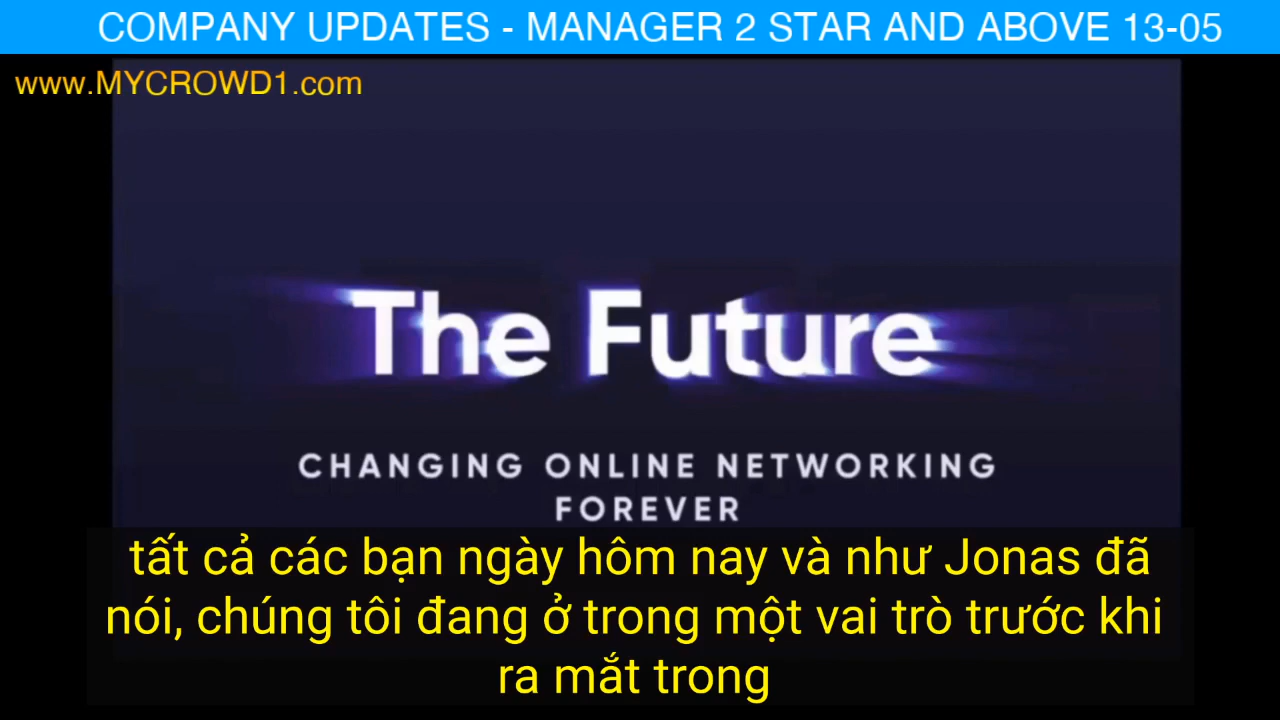 COMPANY UPDATES - MANAGER 2 STAR AND ABOVE 13-05
www.MYCROWD1.com
The Future
CHANGING ONLINE NETWORKING
FOREVER
tất cả các bạn ngày hôm nay và như Jonas đã
nói, chúng tôi đang ở trong một vai trò trước khi
ra mắt trong